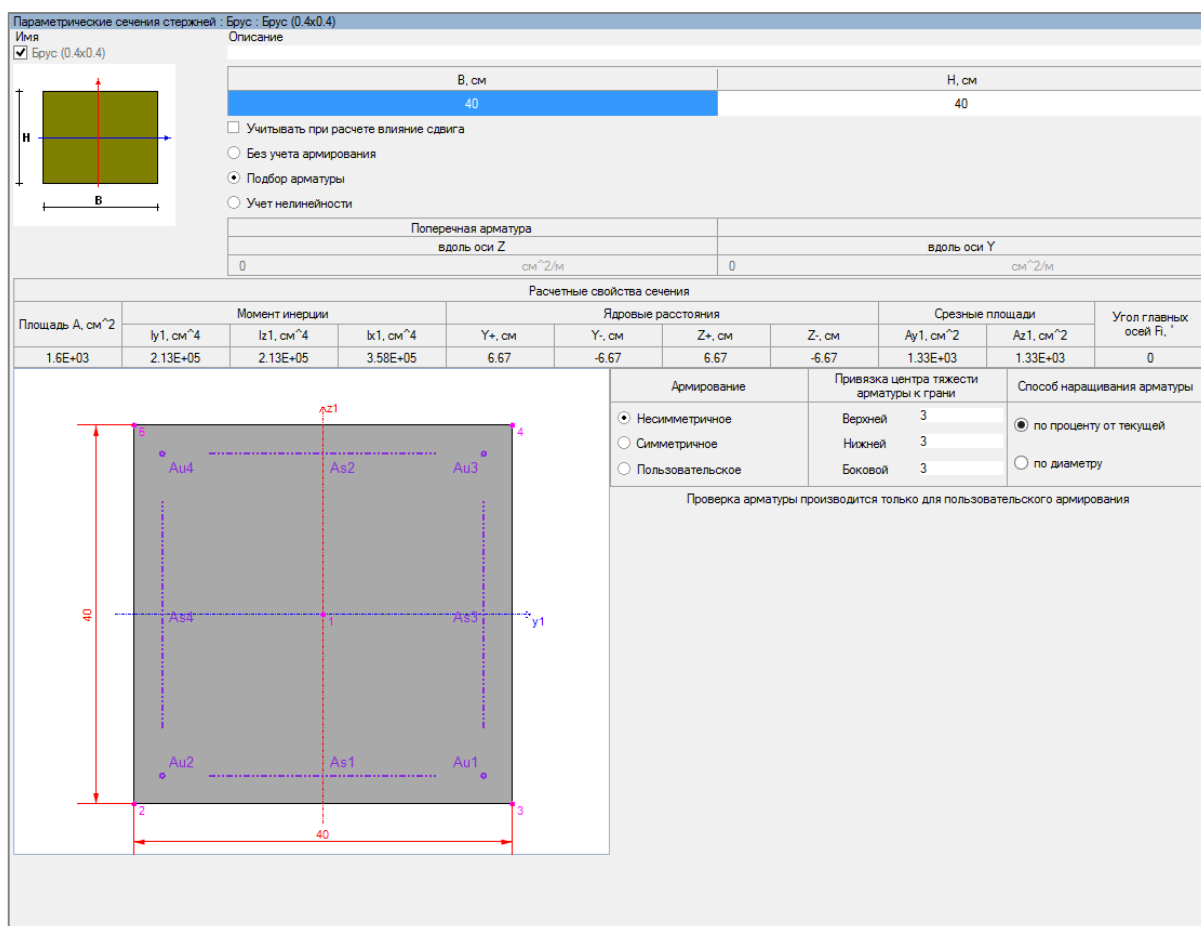 Параметрические сечения стержней : Брус : Брус (0.4x0.4)
Имя Описание
Брус (0.4x0.4)
B, см H, см
40 40
H
B
Учитывать при расчете влияние сдвига
Без учета армирования
Подбор арматуры
Учет нелинейности
Поперечная арматура
вдоль оси Z вдоль оси Y
0 см^2/м 0 см^2/м
Расчетные свойства сечения
Площадь A, см^2 Момент инерции Ядровые расстояния Срезные площади Угол главных осей Fi, °
Iy1, см^4 Iz1, см^4 Ix1, см^4 Y+, см Y-, см Z+, см Z-, см Ay1, см^2 Az1, см^2
1.6E+03 2.13E+05 2.13E+05 3.58E+05 6.67 -6.67 6.67 -6.67 1.33E+03 1.33E+03 0
Армирование Привязка центра тяжести арматуры к грани Способ наращивания арматуры
Несимметричное Верхней 3 по проценту от текущей
Симметричное Нижней 3
Пользовательское Боковой 3 по диаметру
Проверка арматуры производится только для пользовательского армирования
z1
5 4
Au4 As2 Au3
40 As4 1 As3 y1
Au2 As1 Au1
2 3
40